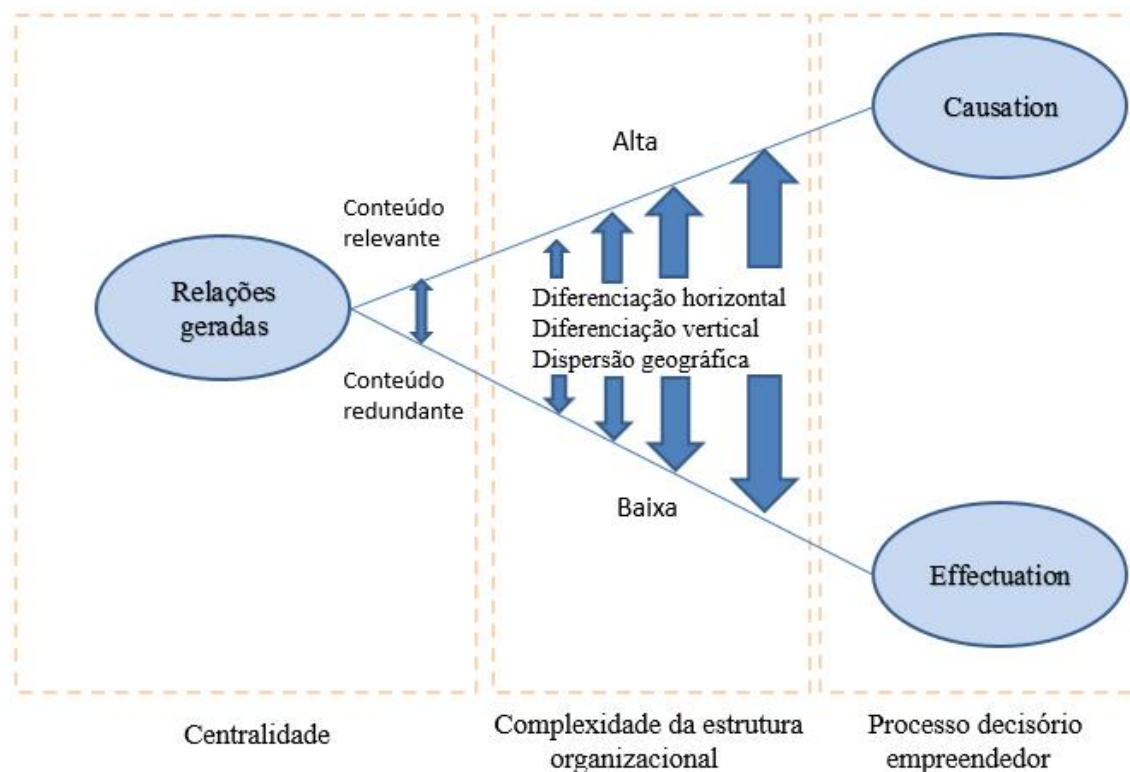 Causation
Alta
Conteúdo
relevante
Relações
geradas
Diferenciação horizontal
Diferenciação vertical
Dispersão geográfica
Conteúdo
redundante
Baixa
Effectuation
Centralidade
Complexidade da estrutura
organizacional
Processo decisório
empreendedor